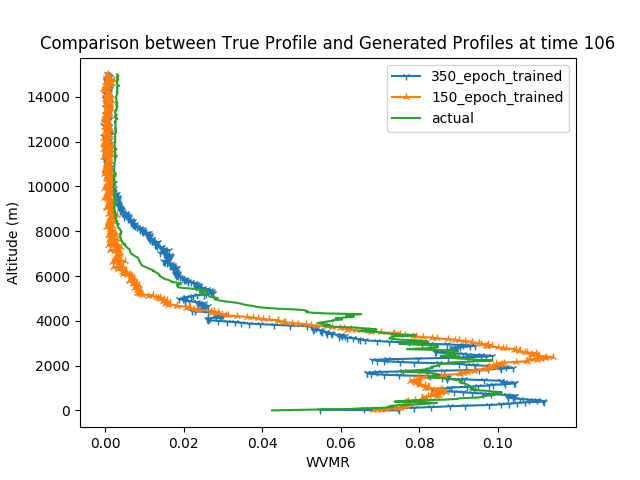 Comparison between True Profile and Generated Profiles at time 106
350_epoch_trained
150_epoch_trained
actual
14000
12000
10000
8000
6000
4000
2000
0
Altitude (m)
0.00 0.02 0.04 0.06 0.08 0.10
WVMR